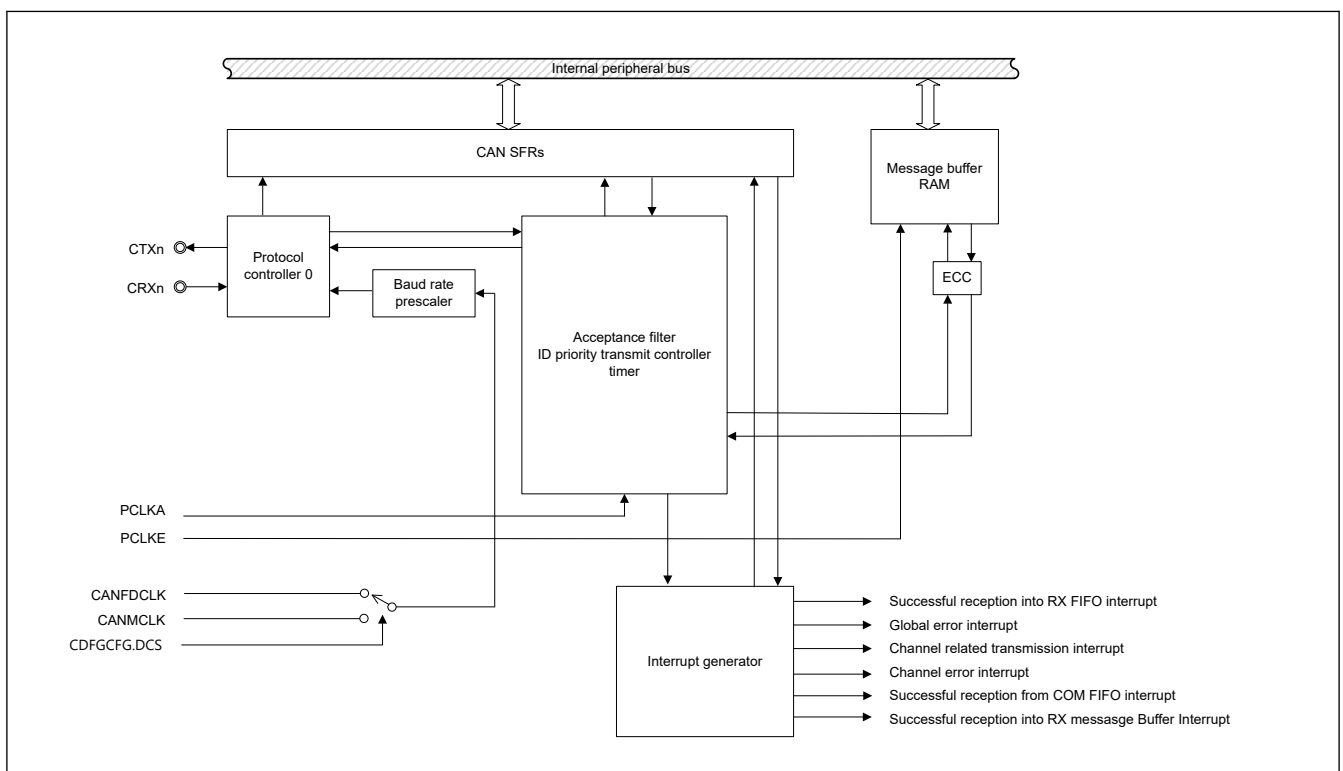 Internal peripheral bus
CAN SFRs
Message buffer
RAM
CTXn
CRXn
Protocol
controller 0
Baud rate
prescaler
ECC
Acceptance filter
ID priority transmit controller
timer
PCLKA
PCLKE
CANFDCLK
CANMCLK
CDFGCFG.DCS
Interrupt generator
Successful reception into RX FIFO interrupt
Global error interrupt
Channel related transmission interrupt
Channel error interrupt
Successful reception from COM FIFO interrupt
Successful reception into RX messasge Buffer Interrupt